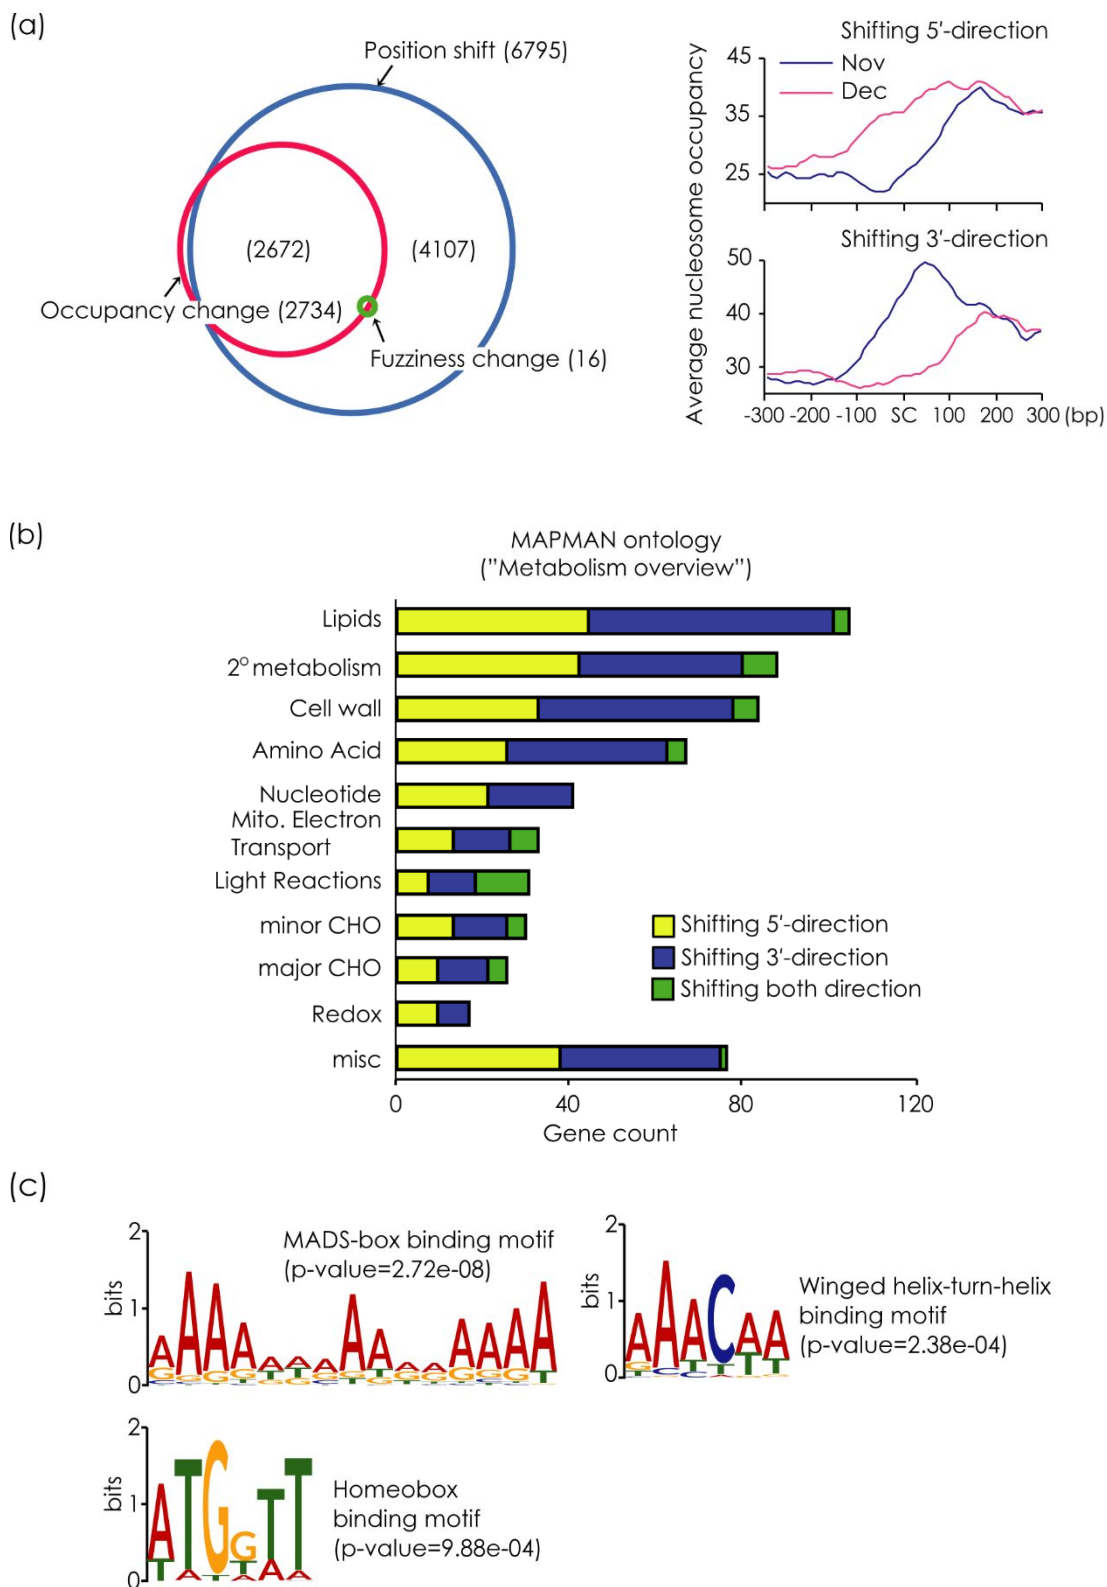 (a)
Position shift (6795)
(2672)
(4107)
Occupancy change (2734)
Fuzziness change (16)
Shifting 5′-direction
Nov
Dec
Average nucleosome occupancy
45
35
25
Shifting 3′-direction
50
40
30
-300 -200 -100 SC 100 200 300 (bp)
(b)
MAPMAN ontology
(”Metabolism overview”)
Lipids
2° metabolism
Cell wall
Amino Acid
Nucleotide
Mito. Electron
Transport
Light Reactions
minor CHO
major CHO
Redox
misc
Shifting 5′-direction
Shifting 3′-direction
Shifting both direction
0 40 80 120
Gene count
(c)
2
1
0
bits
MADS-box binding motif
(p-value=2.72e-08)
2
1
0
bits
Winged helix-turn-helix
binding motif
(p-value=2.38e-04)
2
1
0
bits
Homeobox
binding motif
(p-value=9.88e-04)